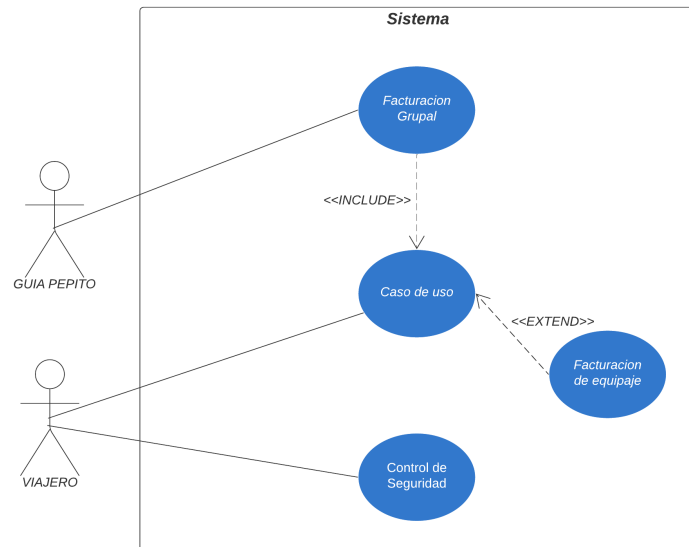 Sistema
Facturacion
Grupal
<<INCLUDE>>
GUIA PEPITO
Caso de uso
<<EXTEND>>
Facturacion
de equipaje
VIAJERO
Control de
Seguridad